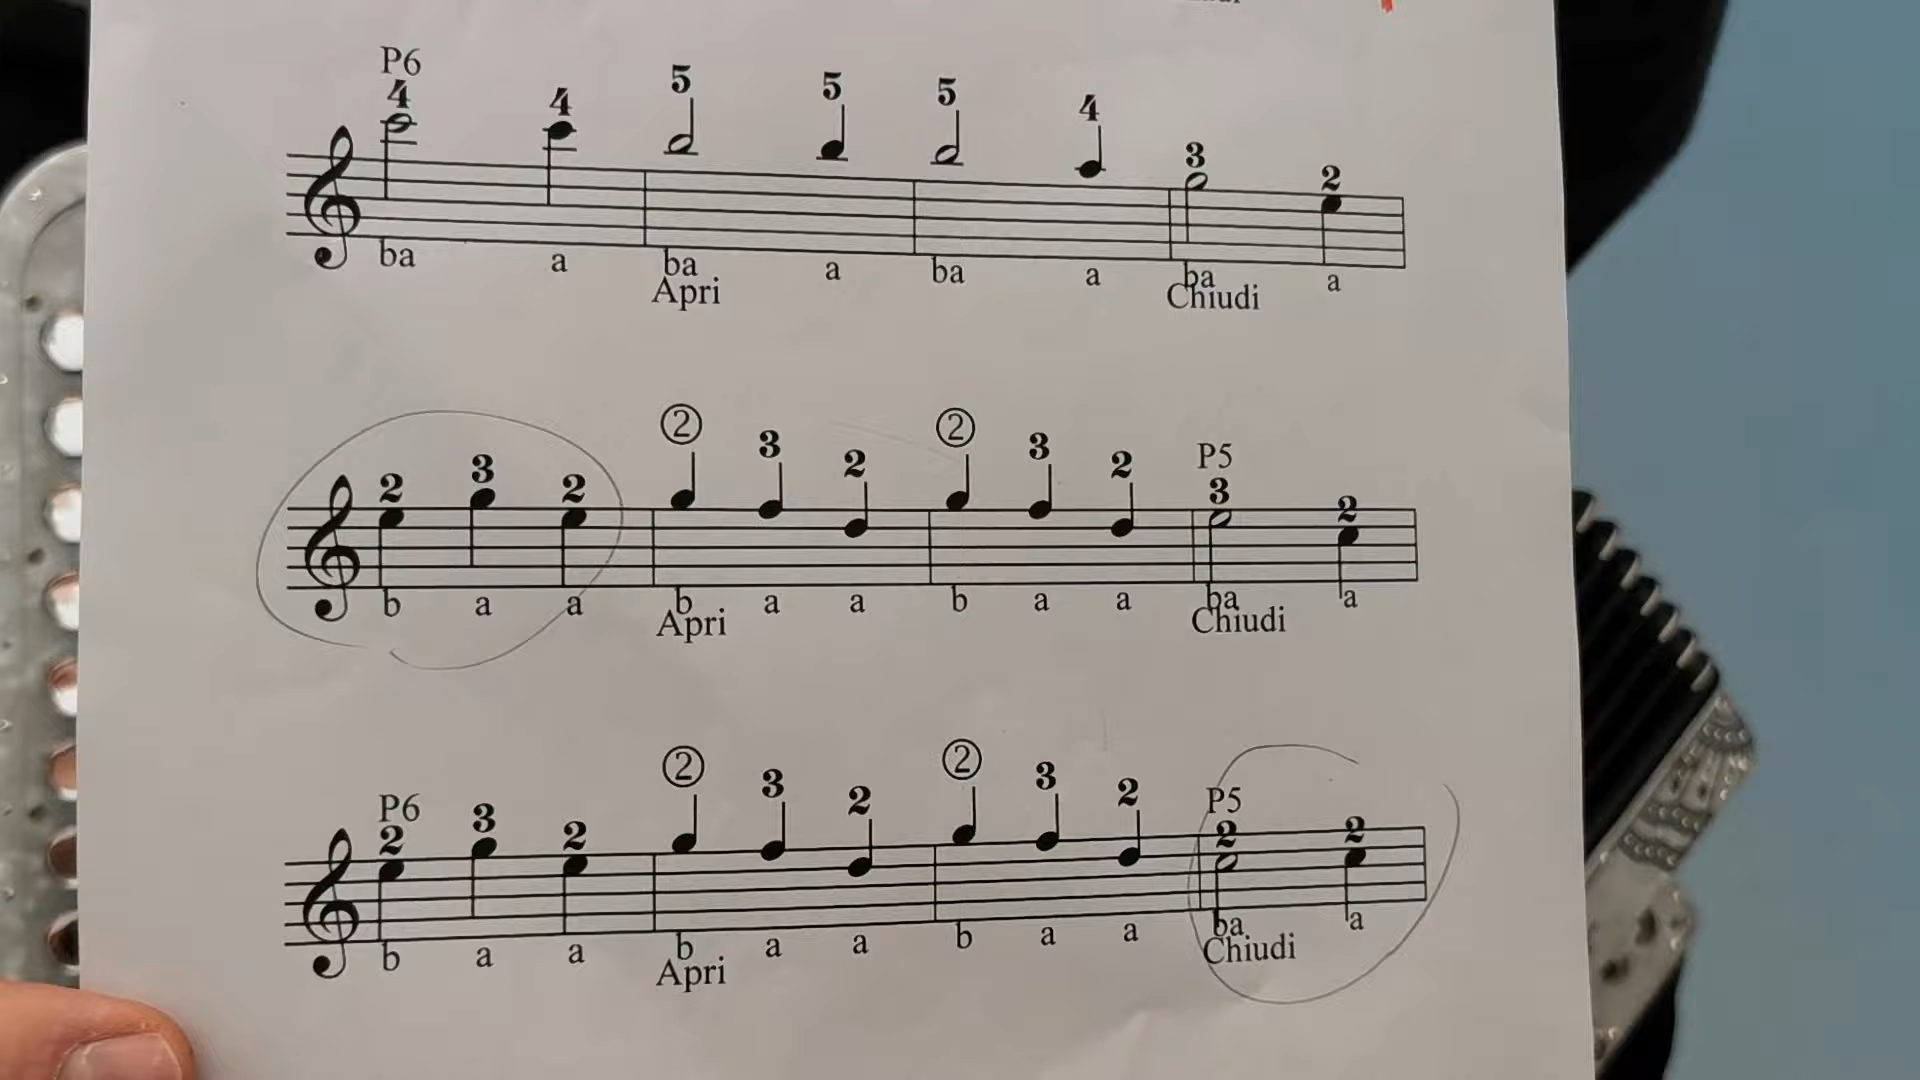 P6
4 4 5 5 5 4 3 2
ba a ba a ba a ba a
Apri Chiudi
P5
2 3 2 ② 3 2 ② 3 2 3 2
b a a b a a b a a ba a
Apri Chiudi
P6 P5
2 3 2 ② 3 2 ② 3 2 2 2
b a a b a a b a a ba a
Apri Chiudi